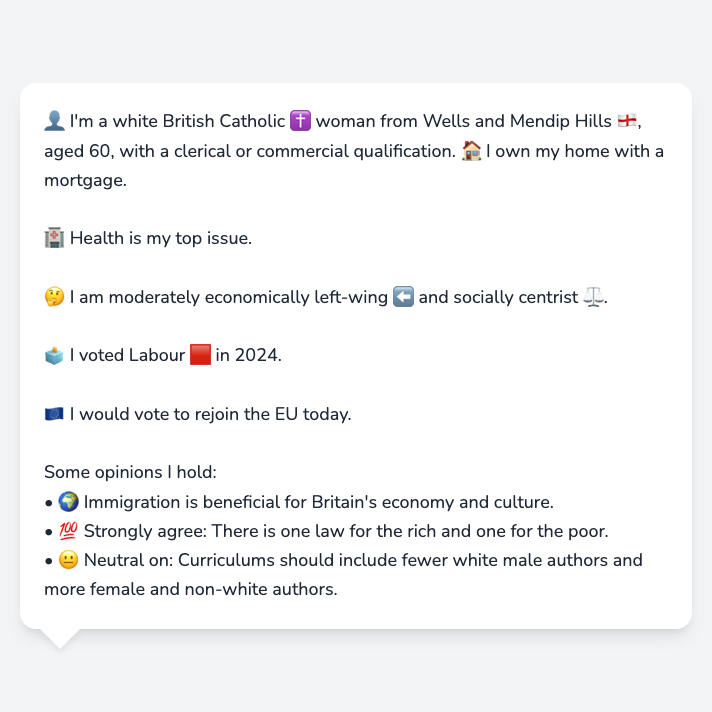 👤 I'm a white British Catholic ✝️ woman from Wells and Mendip Hills 🏴󠁧󠁢󠁥󠁮󠁧󠁿,
aged 60, with a clerical or commercial qualification. 🏠 I own my home with a
mortgage.
🏥 Health is my top issue.
🤔 I am moderately economically left-wing ⬅️ and socially centrist ⚖️.
🗳️ I voted Labour 🟥 in 2024.
🇪🇺 I would vote to rejoin the EU today.
Some opinions I hold:
• 🌍 Immigration is beneficial for Britain's economy and culture.
• 💯 Strongly agree: There is one law for the rich and one for the poor.
• 😐 Neutral on: Curriculums should include fewer white male authors and
more female and non-white authors.